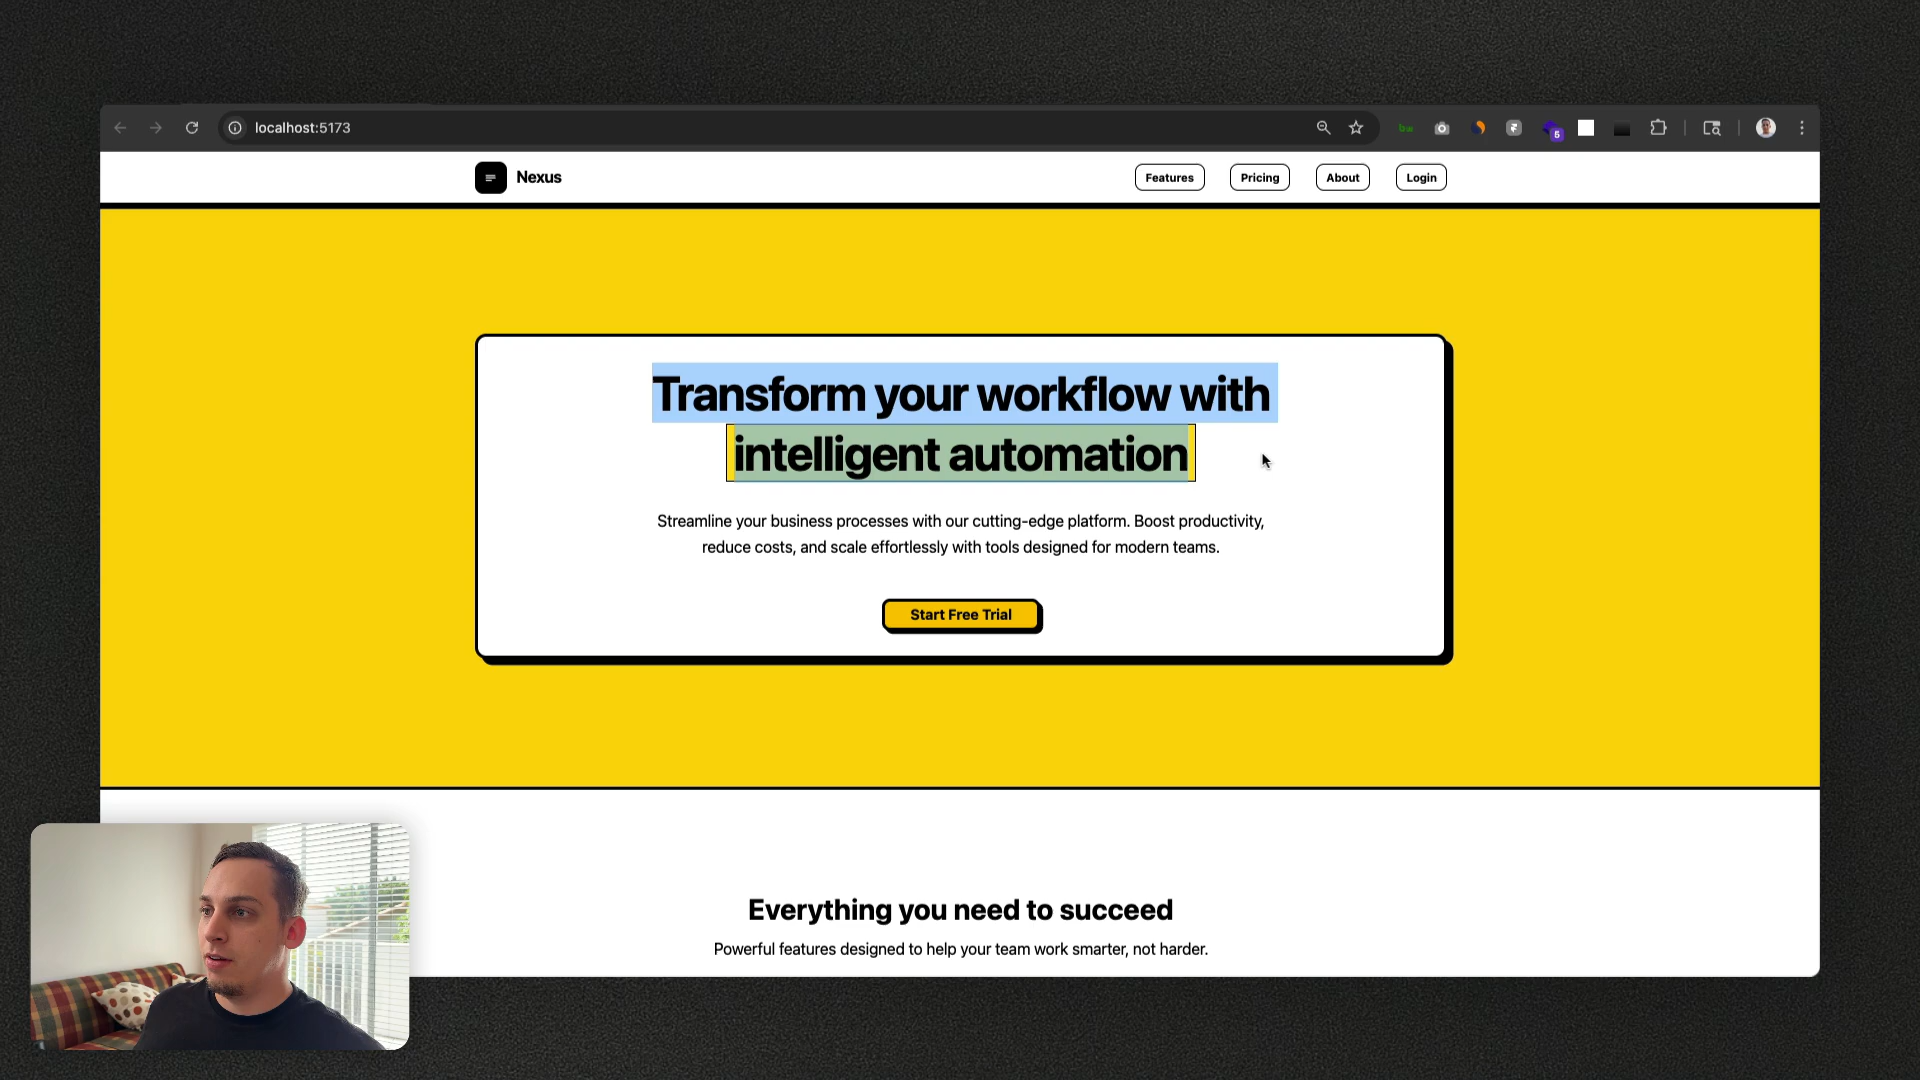 localhost:5173
5
Nexus
Features
Pricing
About
Login
Transform your workflow with
intelligent automation
Streamline your business processes with our cutting-edge platform. Boost productivity,
reduce costs, and scale effortlessly with tools designed for modern teams.
Start Free Trial
Everything you need to succeed
Powerful features designed to help your team work smarter, not harder.